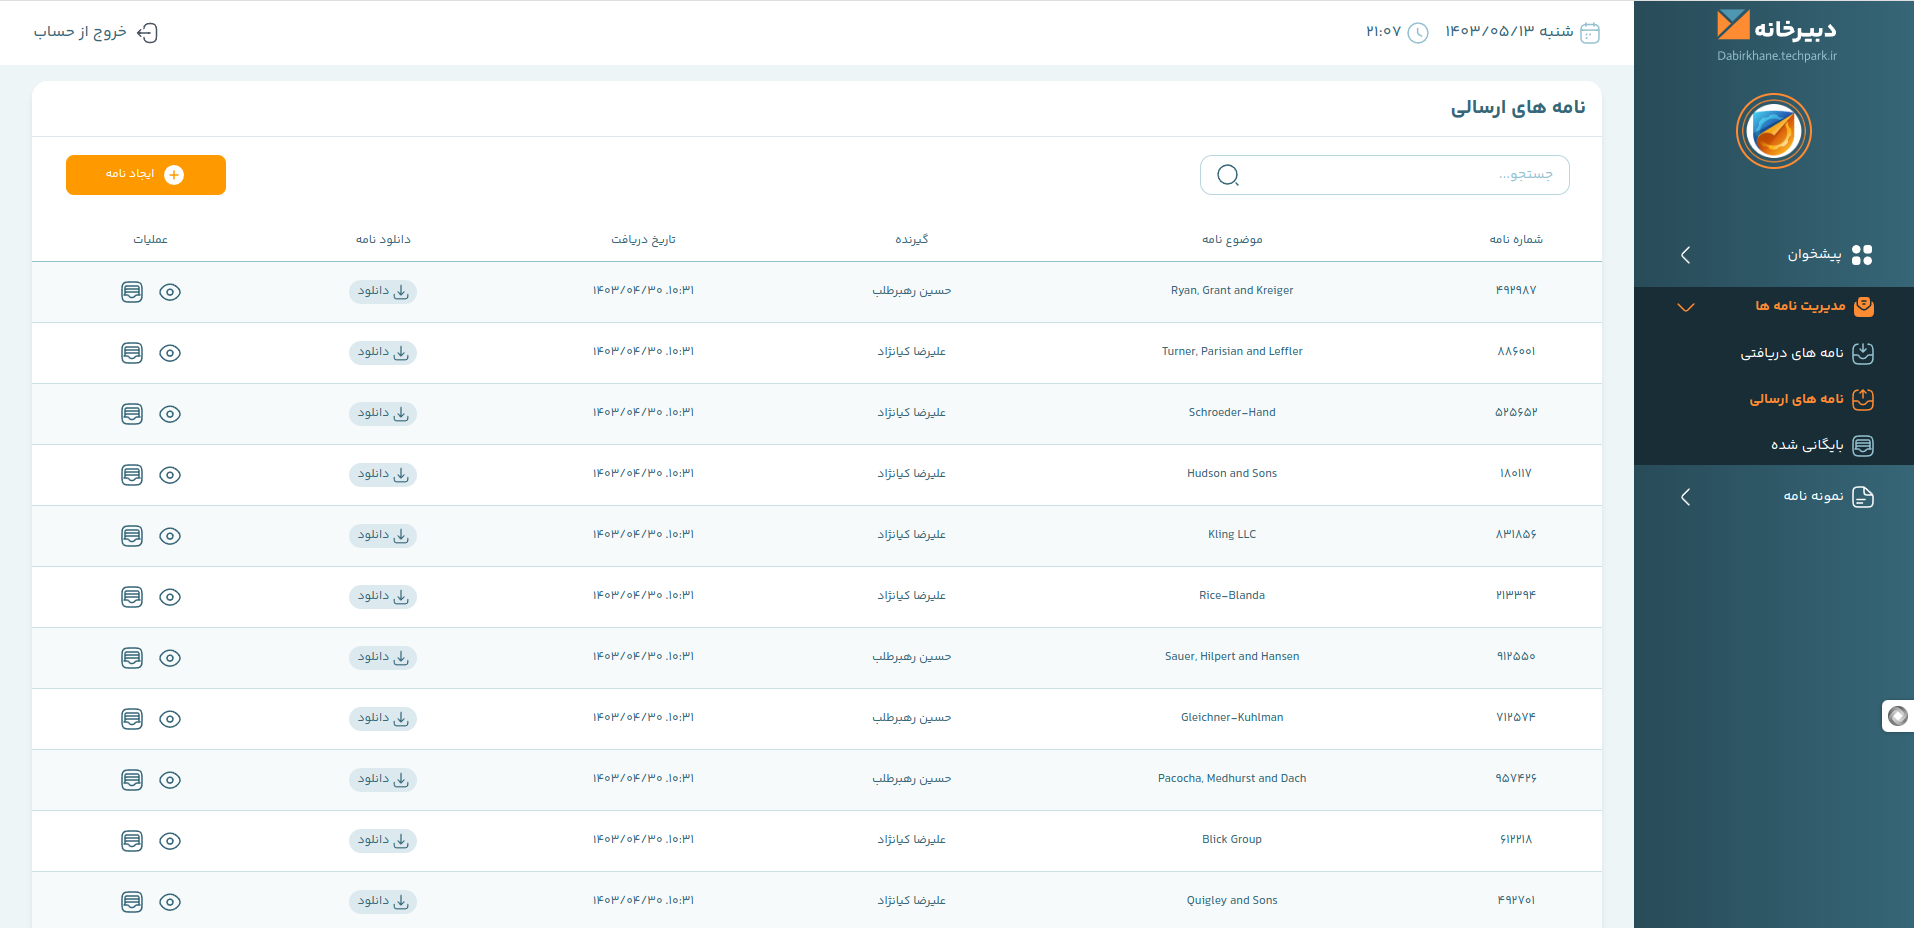 دبیرخانه
Dabirkhane.techpark.ir
پیشخوان
مدیریت نامه ها
نامه های دریافتی
نامه های ارسالی
بایگانی شده
نمونه نامه
شنبه ۱۴۰۳/۰۵/۱۳ ۲۱:۰۷ خروج از حساب
نامه های ارسالی
جستجو... ایجاد نامه
شماره نامه موضوع نامه گیرنده تاریخ دریافت دانلود نامه عملیات
۴۹۲۹۸۷ Ryan, Grant and Kreiger حسین رهبرطلب ۱۰:۳۱. ۱۴۰۳/۰۴/۳۰ دانلود
۸۸۶۰۰۱ Turner, Parisian and Leffler علیرضا کیانژاد ۱۰:۳۱. ۱۴۰۳/۰۴/۳۰ دانلود
۵۲۵۶۵۲ Schroeder-Hand علیرضا کیانژاد ۱۰:۳۱. ۱۴۰۳/۰۴/۳۰ دانلود
۱۸۰۱۱۷ Hudson and Sons علیرضا کیانژاد ۱۰:۳۱. ۱۴۰۳/۰۴/۳۰ دانلود
۸۳۱۸۵۶ Kling LLC علیرضا کیانژاد ۱۰:۳۱. ۱۴۰۳/۰۴/۳۰ دانلود
۲۱۳۳۹۴ Rice-Blanda علیرضا کیانژاد ۱۰:۳۱. ۱۴۰۳/۰۴/۳۰ دانلود
۹۱۲۵۵۰ Sauer, Hilpert and Hansen حسین رهبرطلب ۱۰:۳۱. ۱۴۰۳/۰۴/۳۰ دانلود
۷۱۲۵۷۴ Gleichner-Kuhlman حسین رهبرطلب ۱۰:۳۱. ۱۴۰۳/۰۴/۳۰ دانلود
۹۵۷۴۲۶ Pacocha, Medhurst and Dach حسین رهبرطلب ۱۰:۳۱. ۱۴۰۳/۰۴/۳۰ دانلود
۶۱۲۲۱۸ Blick Group علیرضا کیانژاد ۱۰:۳۱. ۱۴۰۳/۰۴/۳۰ دانلود
۴۹۲۷۰۱ Quigley and Sons علیرضا کیانژاد ۱۰:۳۱. ۱۴۰۳/۰۴/۳۰ دانلود